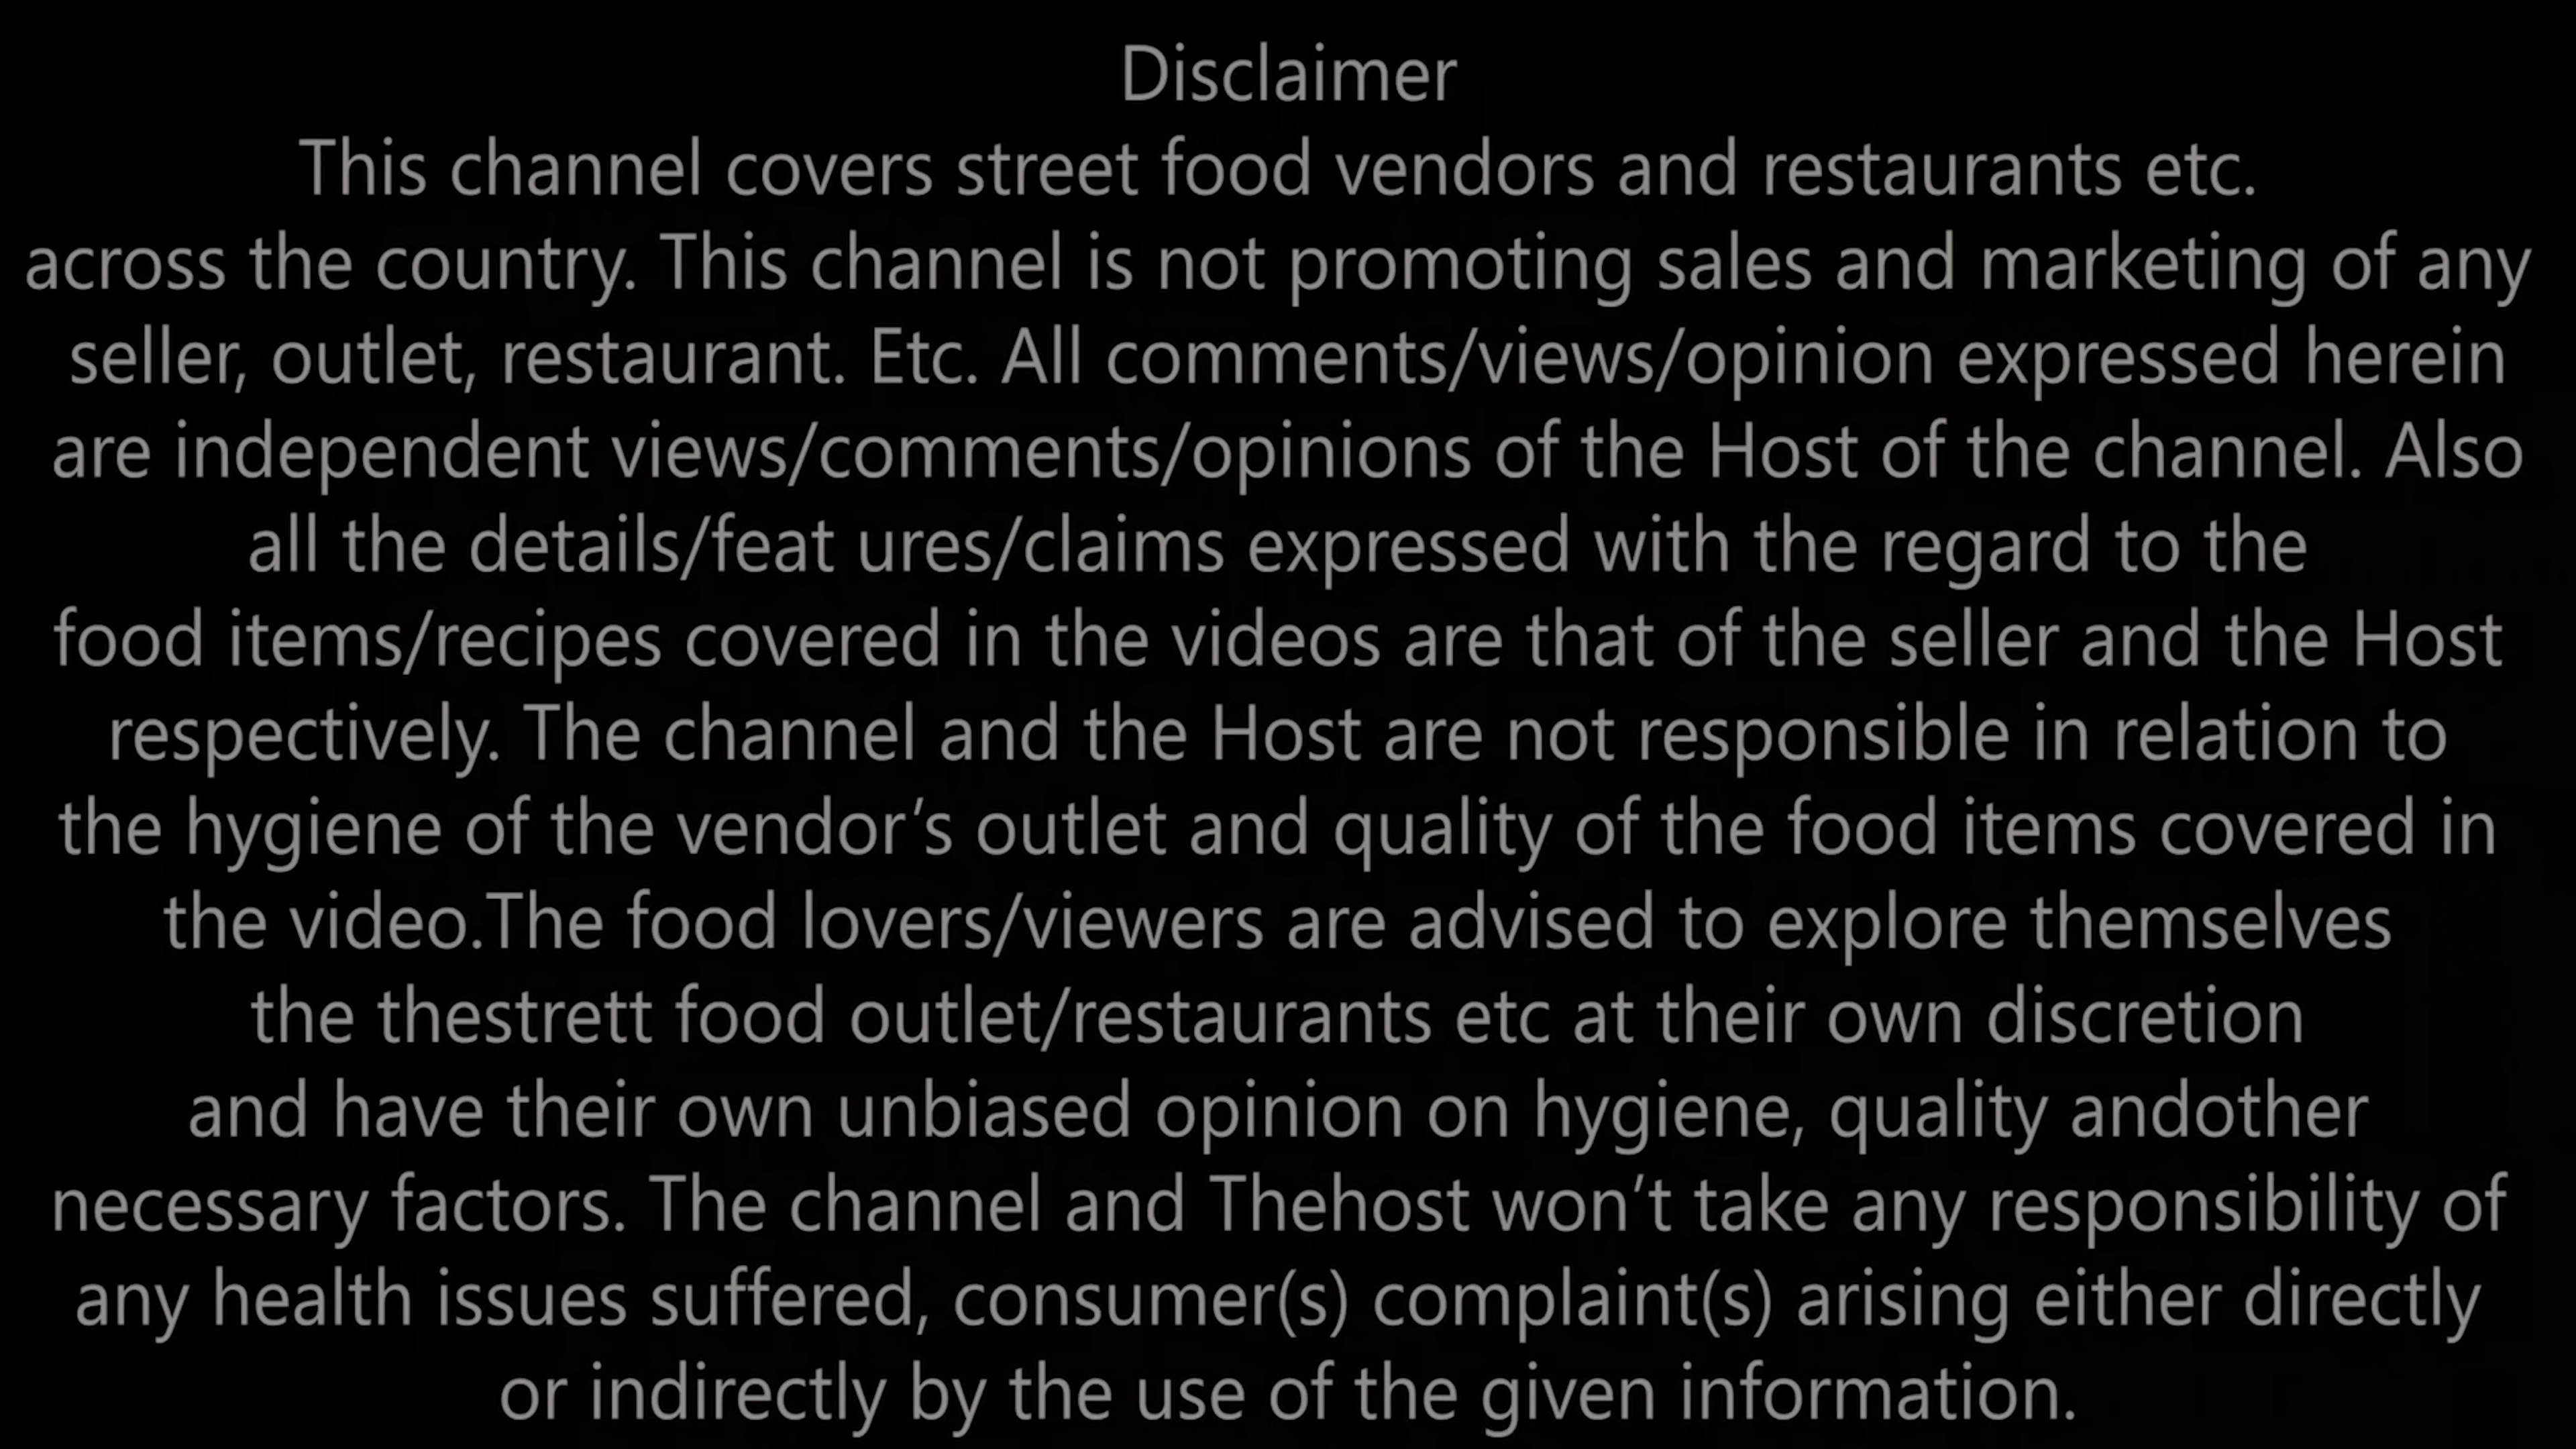 Disclaimer
This channel covers street food vendors and restaurants etc.
across the country. This channel is not promoting sales and marketing of any
seller, outlet, restaurant. Etc. All comments/views/opinion expressed herein
are independent views/comments/opinions of the Host of the channel. Also
all the details/feat ures/claims expressed with the regard to the
food items/recipes covered in the videos are that of the seller and the Host
respectively. The channel and the Host are not responsible in relation to
the hygiene of the vendor’s outlet and quality of the food items covered in
the video.The food lovers/viewers are advised to explore themselves
the thestrett food outlet/restaurants etc at their own discretion
and have their own unbiased opinion on hygiene, quality andother
necessary factors. The channel and Thehost won’t take any responsibility of
any health issues suffered, consumer(s) complaint(s) arising either directly
or indirectly by the use of the given information.